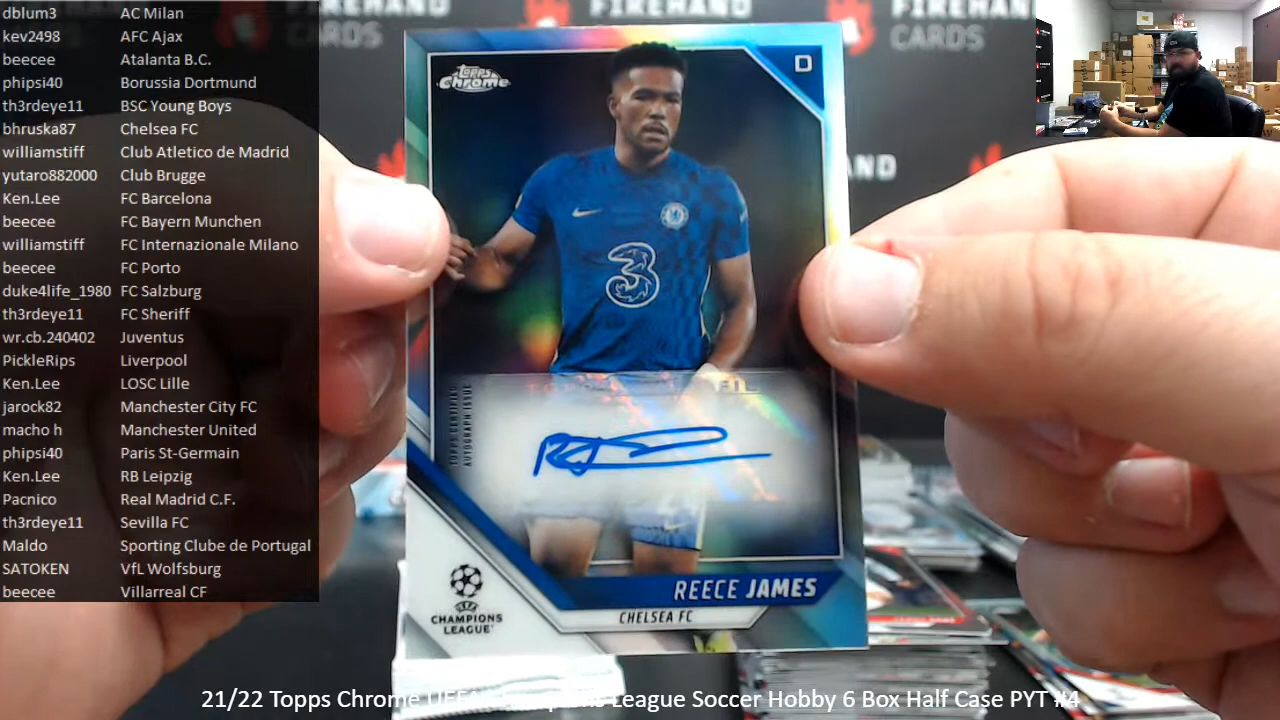 dblum3 AC Milan
kev2498 AFC Ajax
beecee Atalanta B.C.
phipsi40 Borussia Dortmund
th3rdeye11 BSC Young Boys
bhruska87 Chelsea FC
williamstiff Club Atletico de Madrid
yutaro882000 Club Brugge
Ken.Lee FC Barcelona
beecee FC Bayern Munchen
williamstiff FC Internazionale Milano
beecee FC Porto
duke4life_1980 FC Salzburg
th3rdeye11 FC Sheriff
wr.cb.240402 Juventus
PickleRips Liverpool
Ken.Lee LOSC Lille
jarock82 Manchester City FC
macho h Manchester United
phipsi40 Paris St-Germain
Ken.Lee RB Leipzig
Pacnico Real Madrid C.F.
th3rdeye11 Sevilla FC
Maldo Sporting Clube de Portugal
SATOKEN VfL Wolfsburg
beecee Villarreal CF
FIREHAND
CARDS
FIREHAND
CARDS
Topps
Chrome
D
3
TOPPS CERTIFIED
AUTOGRAPH ISSUE
REECE JAMES
CHELSEA FC
UEFA
CHAMPIONS
LEAGUE
21/22 Topps Chrome UEFA Champions League Soccer Hobby 6 Box Half Case PYT #4